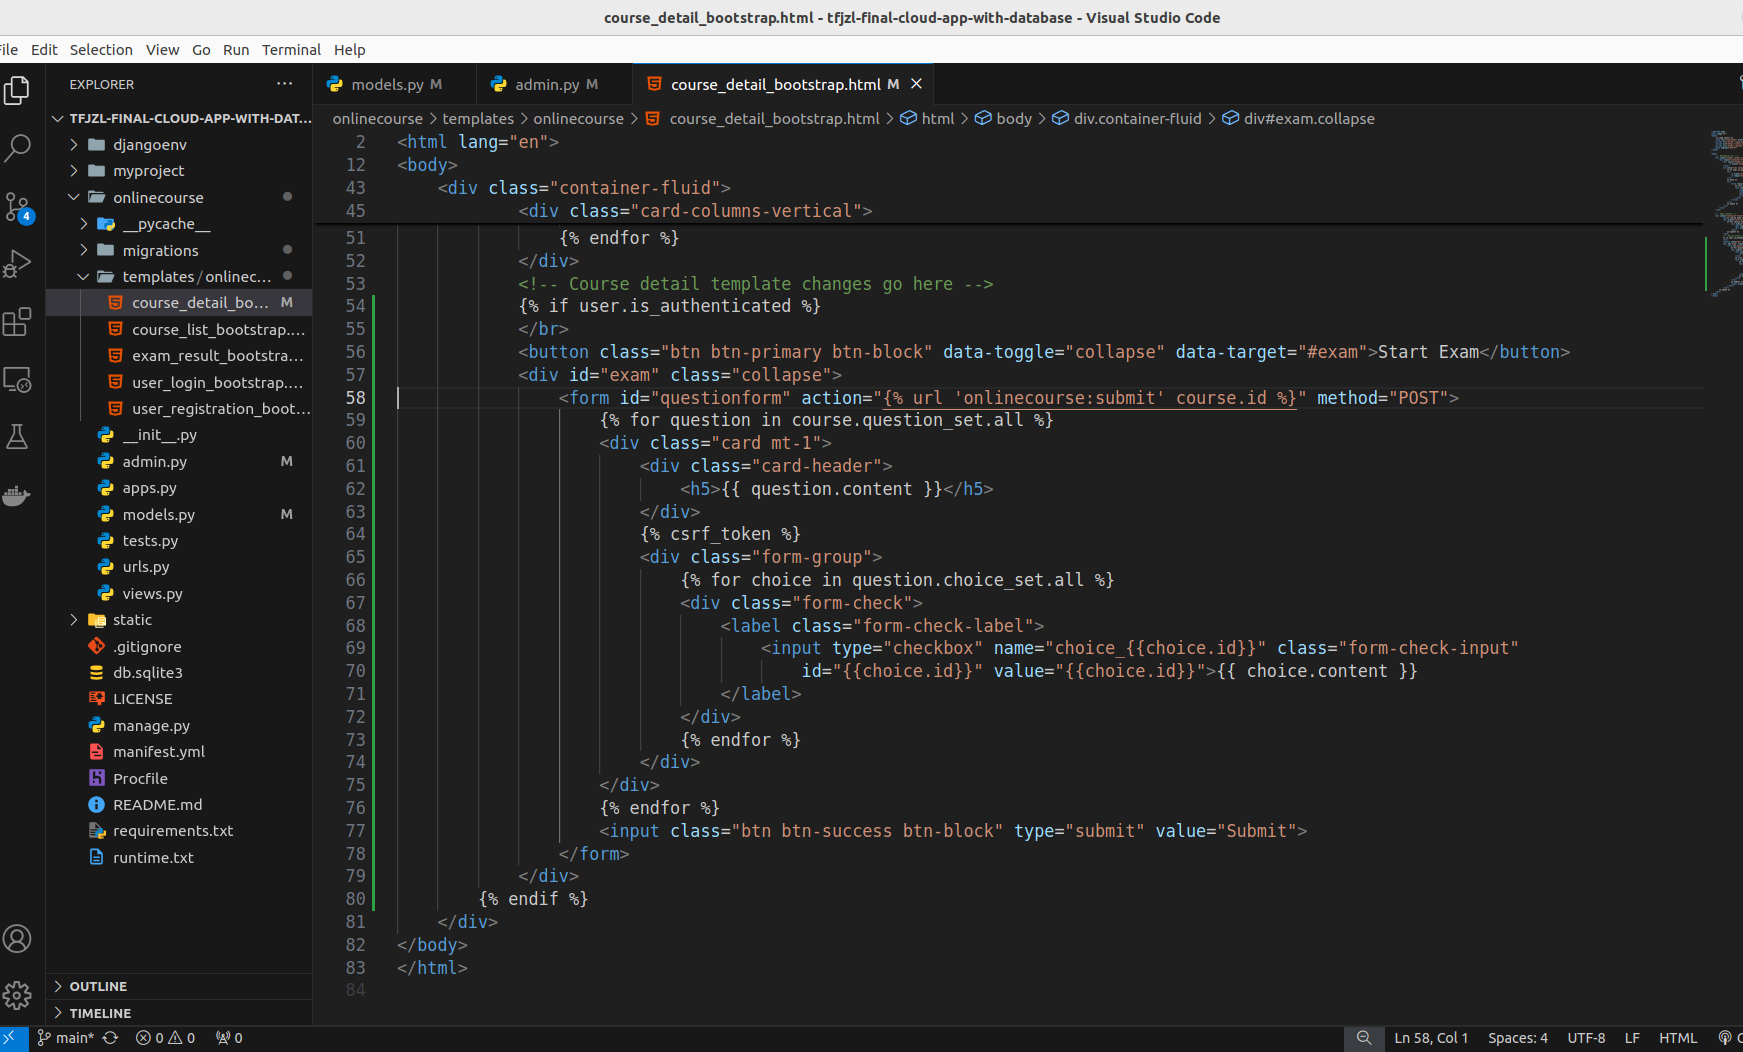 course_detail_bootstrap.html - tfjzl-final-cloud-app-with-database - Visual Studio Code
File Edit Selection View Go Run Terminal Help
EXPLORER
TFJZL-FINAL-CLOUD-APP-WITH-DAT...
djangoenv
myproject
onlinecourse
__pycache__
migrations
templates/onlinec...
course_detail_bo... M
course_list_bootstrap....
exam_result_bootstra...
user_login_bootstrap....
user_registration_boot...
__init__.py
admin.py M
apps.py
models.py M
tests.py
urls.py
views.py
static
.gitignore
db.sqlite3
LICENSE
manage.py
manifest.yml
Procfile
README.md
requirements.txt
runtime.txt
OUTLINE
TIMELINE
4
models.py M admin.py M course_detail_bootstrap.html M
onlinecourse > templates > onlinecourse > course_detail_bootstrap.html > html > body > div.container-fluid > div#exam.collapse
2 <html lang="en">
12 <body>
43 <div class="container-fluid">
45 <div class="card-columns-vertical">
51 {% endfor %}
52 </div>
53 <!-- Course detail template changes go here -->
54 {% if user.is_authenticated %}
55 </br>
56 <button class="btn btn-primary btn-block" data-toggle="collapse" data-target="#exam">Start Exam</button>
57 <div id="exam" class="collapse">
58 <form id="questionform" action="{% url 'onlinecourse:submit' course.id %}" method="POST">
59 {% for question in course.question_set.all %}
60 <div class="card mt-1">
61 <div class="card-header">
62 <h5>{{ question.content }}</h5>
63 </div>
64 {% csrf_token %}
65 <div class="form-group">
66 {% for choice in question.choice_set.all %}
67 <div class="form-check">
68 <label class="form-check-label">
69 <input type="checkbox" name="choice_{{choice.id}}" class="form-check-input"
70 id="{{choice.id}}" value="{{choice.id}}">{{ choice.content }}
71 </label>
72 </div>
73 {% endfor %}
74 </div>
75 </div>
76 {% endfor %}
77 <input class="btn btn-success btn-block" type="submit" value="Submit">
78 </form>
79 </div>
80 {% endif %}
81 </div>
82 </body>
83 </html>
84
main* 0 0 0 Ln 58, Col 1 Spaces: 4 UTF-8 LF HTML